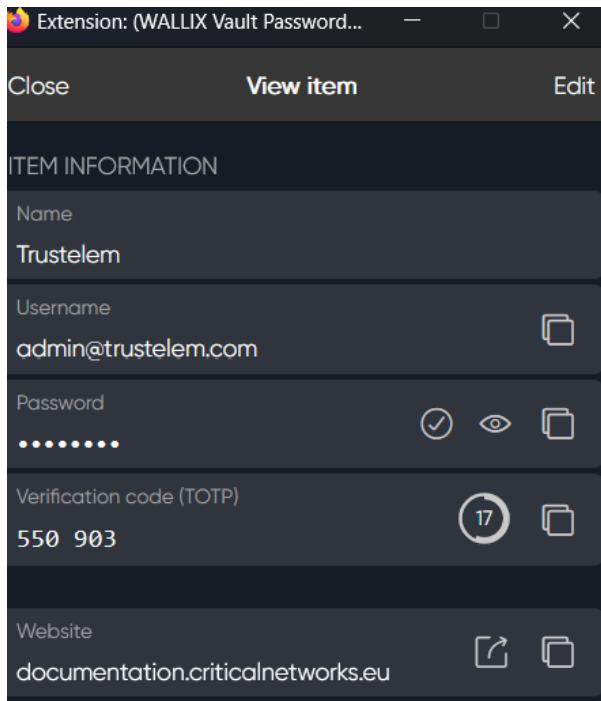 Extension: (WALLIX Vault Password...
Close View item Edit
ITEM INFORMATION
Name
Trustelem
Username
admin@trustelem.com
Password
••••••••
Verification code (TOTP)
550 903
17
Website
documentation.criticalnetworks.eu